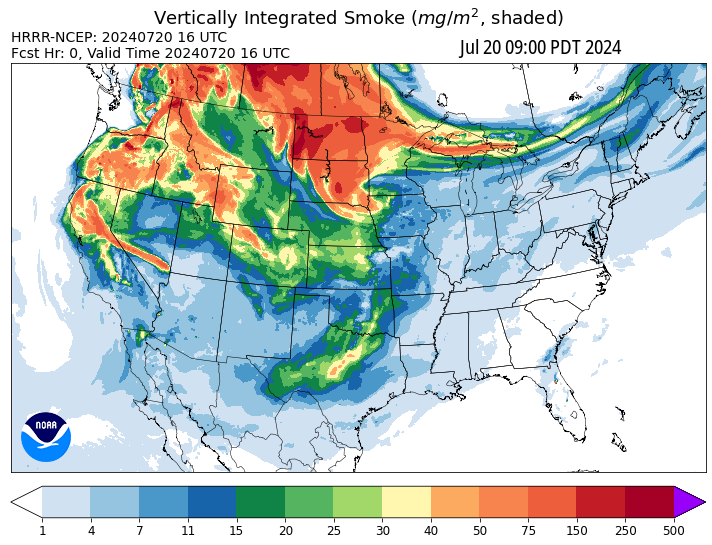 Vertically Integrated Smoke (mg/m², shaded)
HRRR-NCEP: 20240720 16 UTC
Fcst Hr: 0, Valid Time 20240720 16 UTC
Jul 20 09:00 PDT 2024
NOAA
1 4 7 11 15 20 25 30 40 50 75 150 250 500